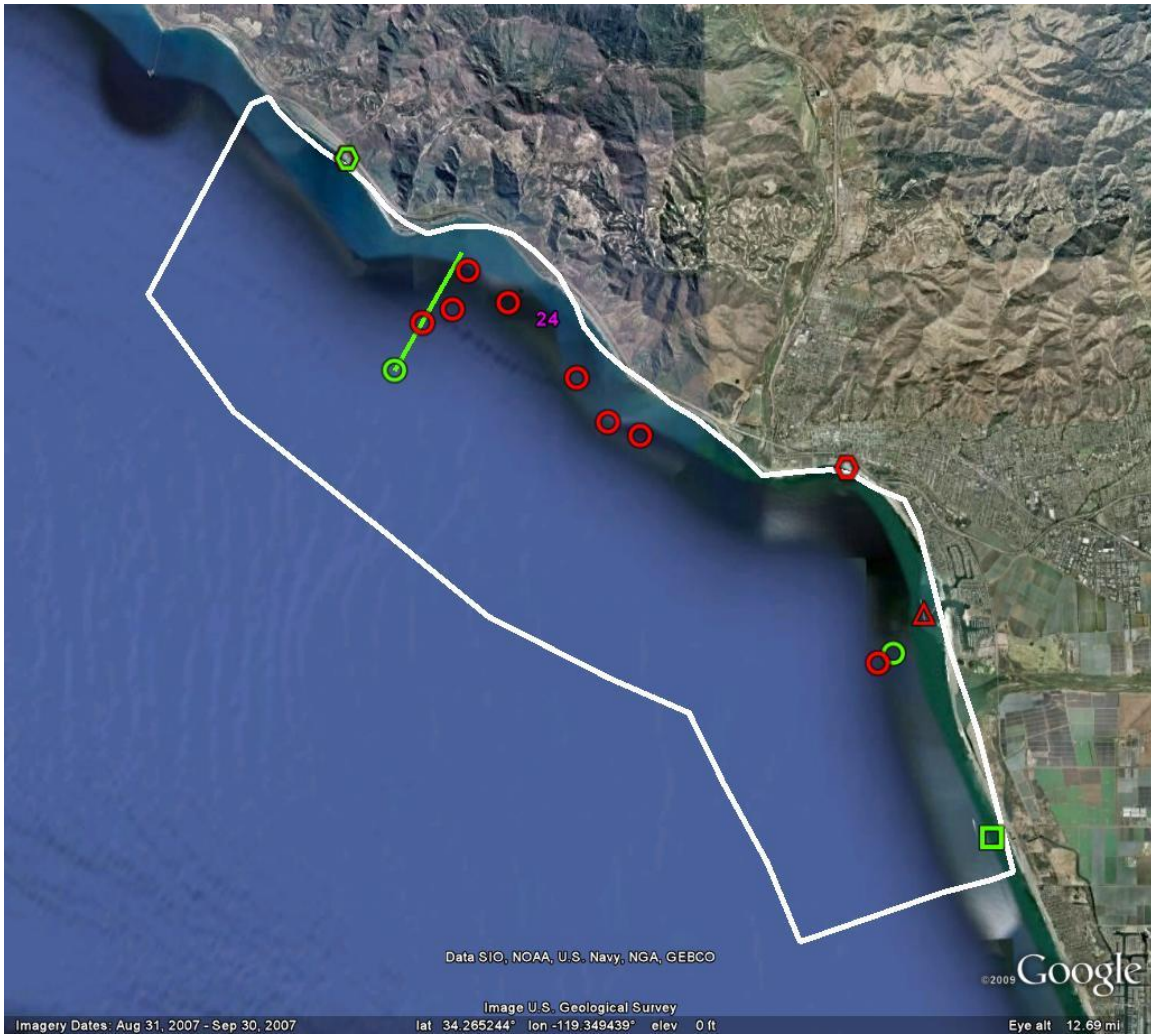 24
Data SIO, NOAA, U.S. Navy, NGA, GEBCO
©2009 Google
Image U.S. Geological Survey
Imagery Dates: Aug 31, 2007 - Sep 30, 2007 lat 34.265244° lon -119.349439° elev 0 ft Eye alt 12.69 mi